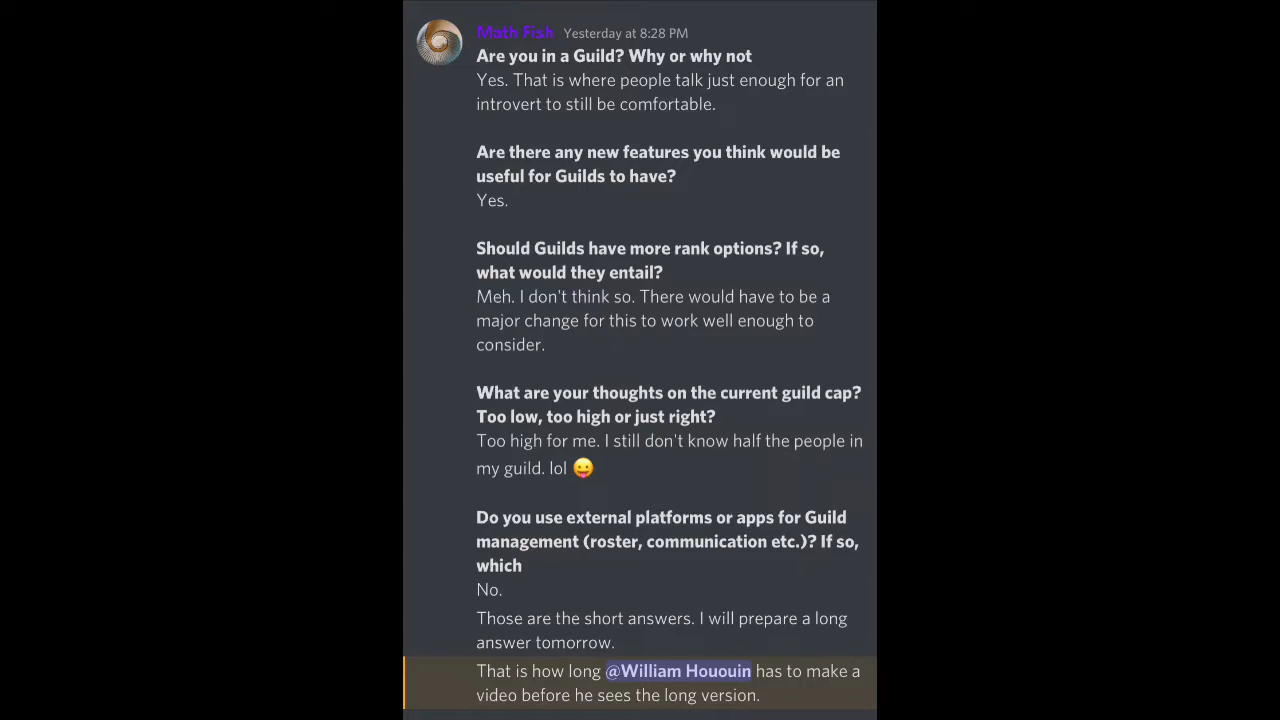 Math Fish Yesterday at 8:28 PM
Are you in a Guild? Why or why not
Yes. That is where people talk just enough for an
introvert to still be comfortable.
Are there any new features you think would be
useful for Guilds to have?
Yes.
Should Guilds have more rank options? If so,
what would they entail?
Meh. I don't think so. There would have to be a
major change for this to work well enough to
consider.
What are your thoughts on the current guild cap?
Too low, too high or just right?
Too high for me. I still don't know half the people in
my guild. lol 😛
Do you use external platforms or apps for Guild
management (roster, communication etc.)? If so,
which
No.
Those are the short answers. I will prepare a long
answer tomorrow.
That is how long @William Hououin has to make a
video before he sees the long version.